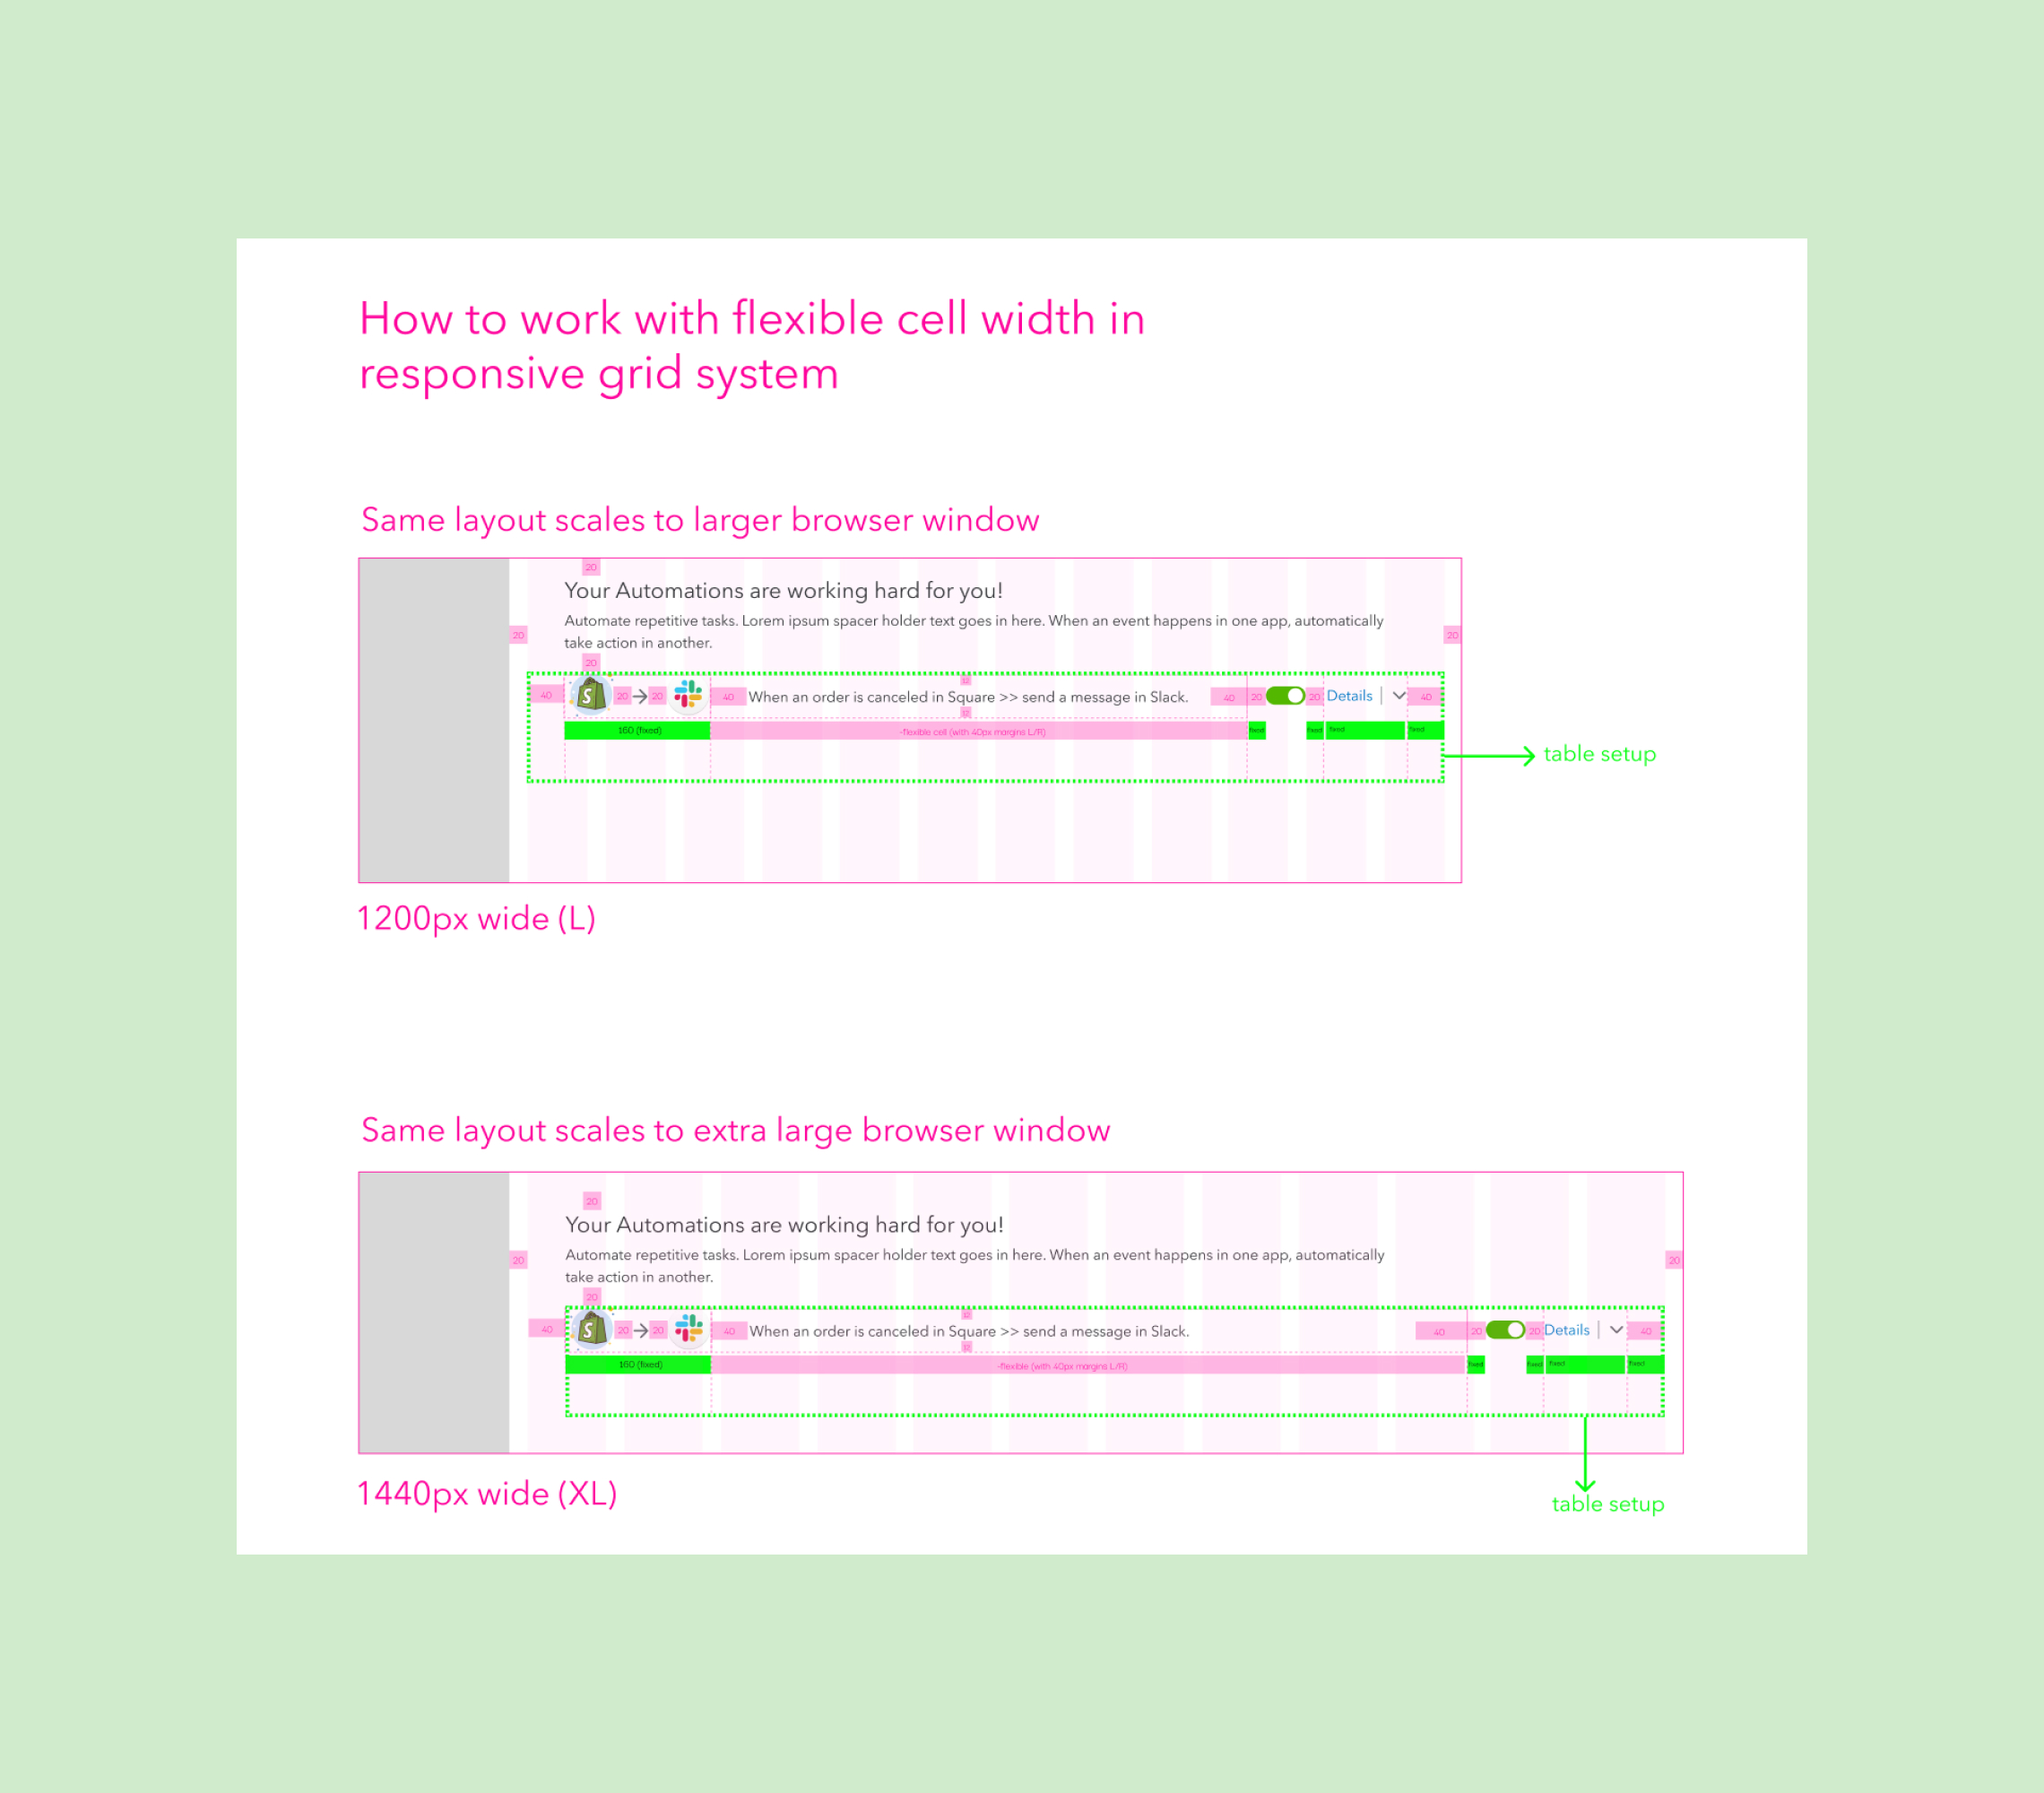 How to work with flexible cell width in
responsive grid system
Same layout scales to larger browser window
20
Your Automations are working hard for you!
Automate repetitive tasks. Lorem ipsum spacer holder text goes in here. When an event happens in one app, automatically
20 20
take action in another.
20
40 S 20 20 40 When an order is canceled in Square >> send a message in Slack. 40 20 20 Details 40
12
12
160 (fixed) -flexible cell (with 40px margins L/R) fixed fixed fixed fixed
table setup
1200px wide (L)
Same layout scales to extra large browser window
20
Your Automations are working hard for you!
Automate repetitive tasks. Lorem ipsum spacer holder text goes in here. When an event happens in one app, automatically
20 20
take action in another.
20
40 S 20 20 40 When an order is canceled in Square >> send a message in Slack. 40 20 20 Details 40
160 (fixed) -flexible (with 40px margins L/R) fixed fixed fixed fixed
1440px wide (XL)
table setup